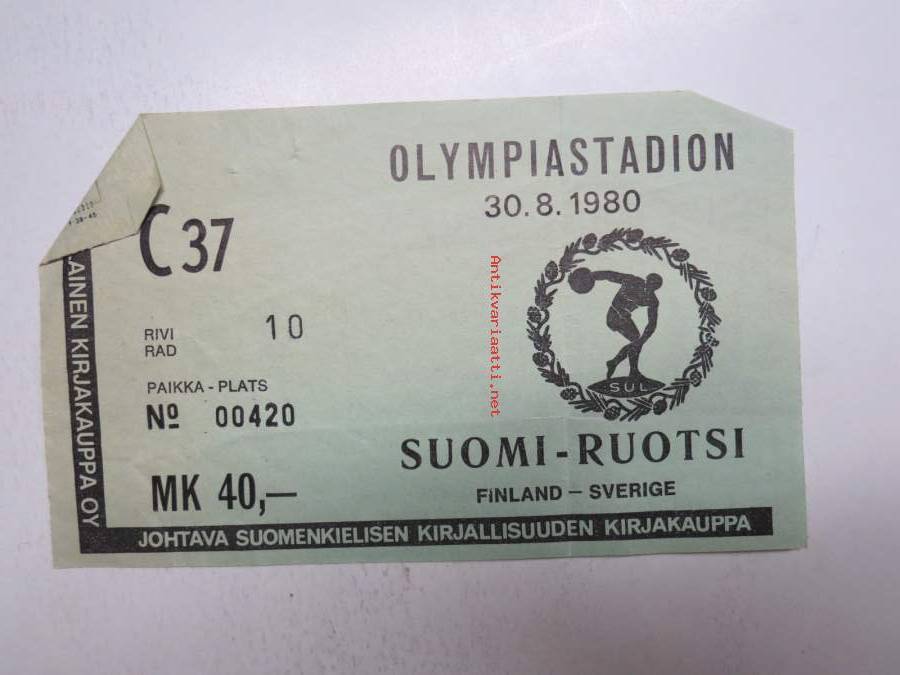 OLYMPIASTADION
30.8.1980
C 37
RIVI 10
RAD
PAIKKA - PLATS
Nº 00420
MK 40,—
SUL
SUOMI-RUOTSI
FINLAND – SVERIGE
AINEN KIRJAKAUPPA OY
JOHTAVA SUOMENKIELISEN KIRJALLISUUDEN KIRJAKAUPPA
Antikvariaatti.net